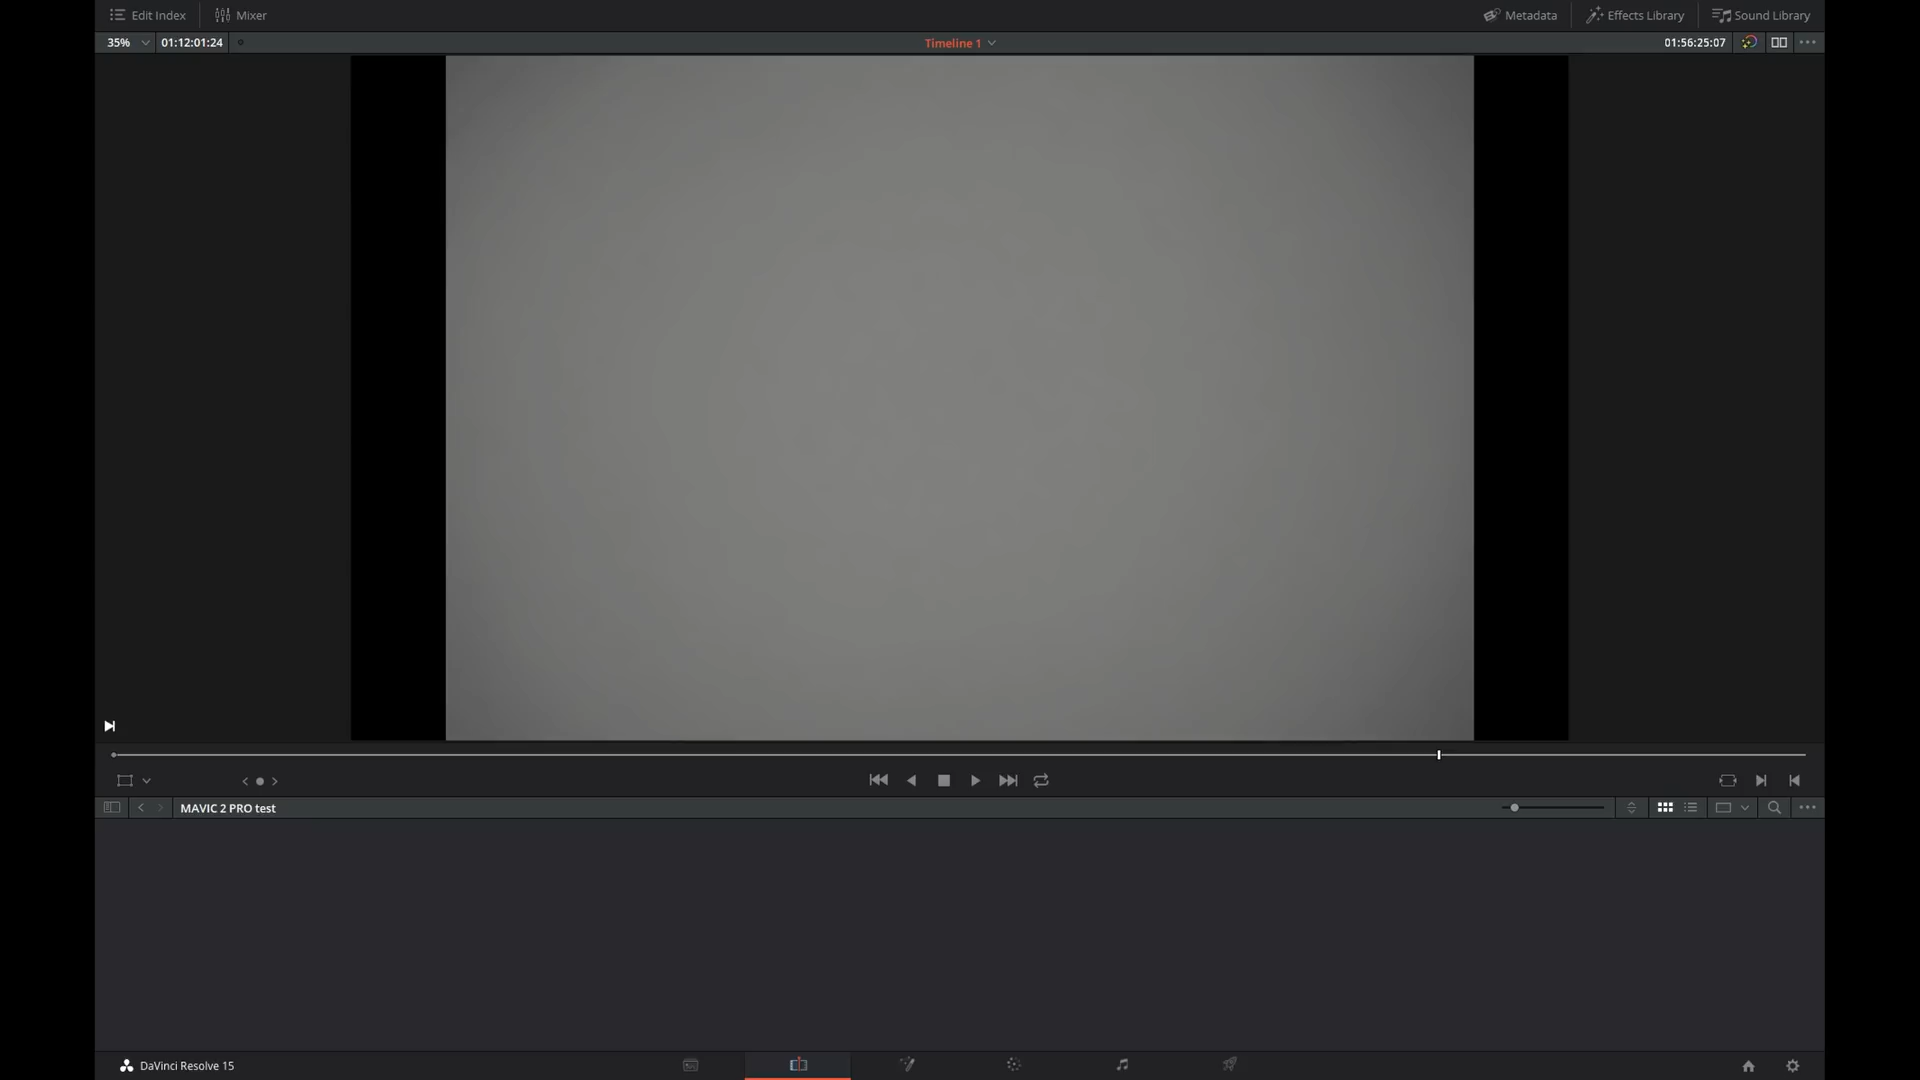 Edit Index Mixer Metadata Effects Library Sound Library
35% 01:12:01:24 Timeline 1 01:56:25:07
MAVIC 2 PRO test
DaVinci Resolve 15